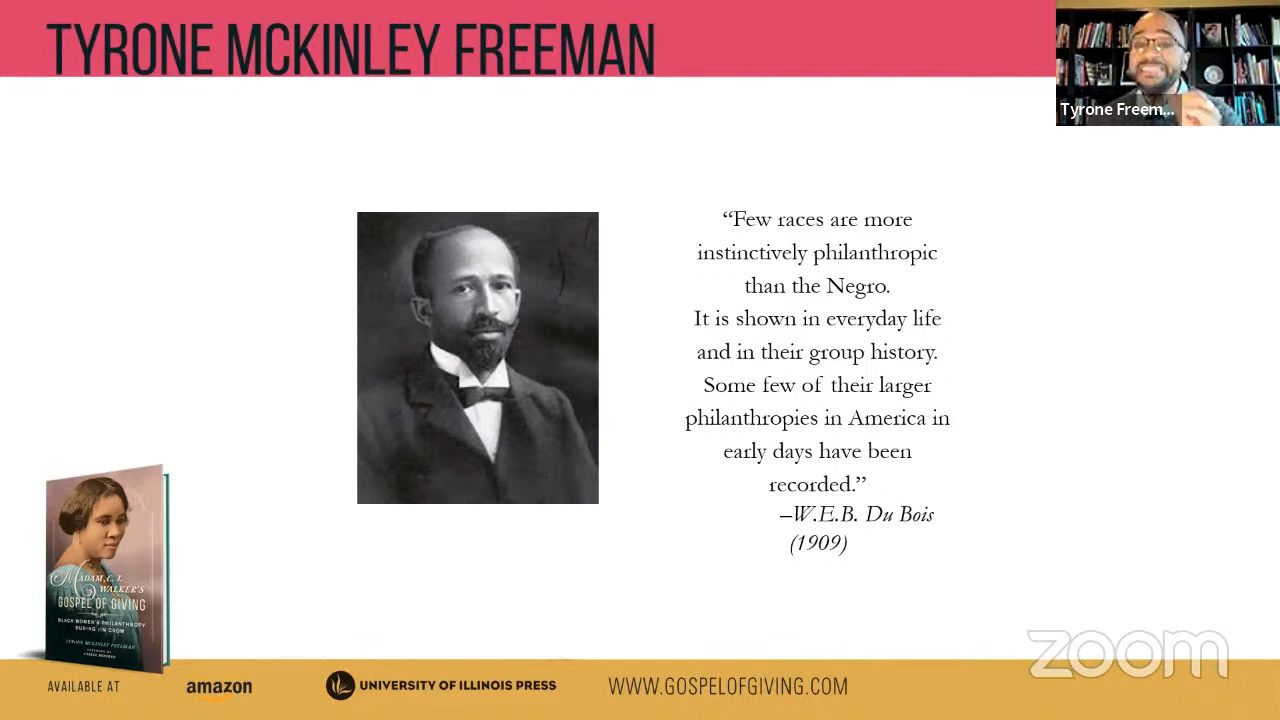 TYRONE MCKINLEY FREEMAN
Tyrone Freem...
“Few races are more
instinctively philanthropic
than the Negro.
It is shown in everyday life
and in their group history.
Some few of their larger
philanthropies in America in
early days have been
recorded.”
–W.E.B. Du Bois
(1909)
MADAM C. J.
WALKER'S
GOSPEL OF GIVING
BLACK WOMEN'S PHILANTHROPY
DURING JIM CROW
TYRONE MCKINLEY FREEMAN
zoom
AVAILABLE AT
amazon
UNIVERSITY OF ILLINOIS PRESS
WWW.GOSPELOFGIVING.COM